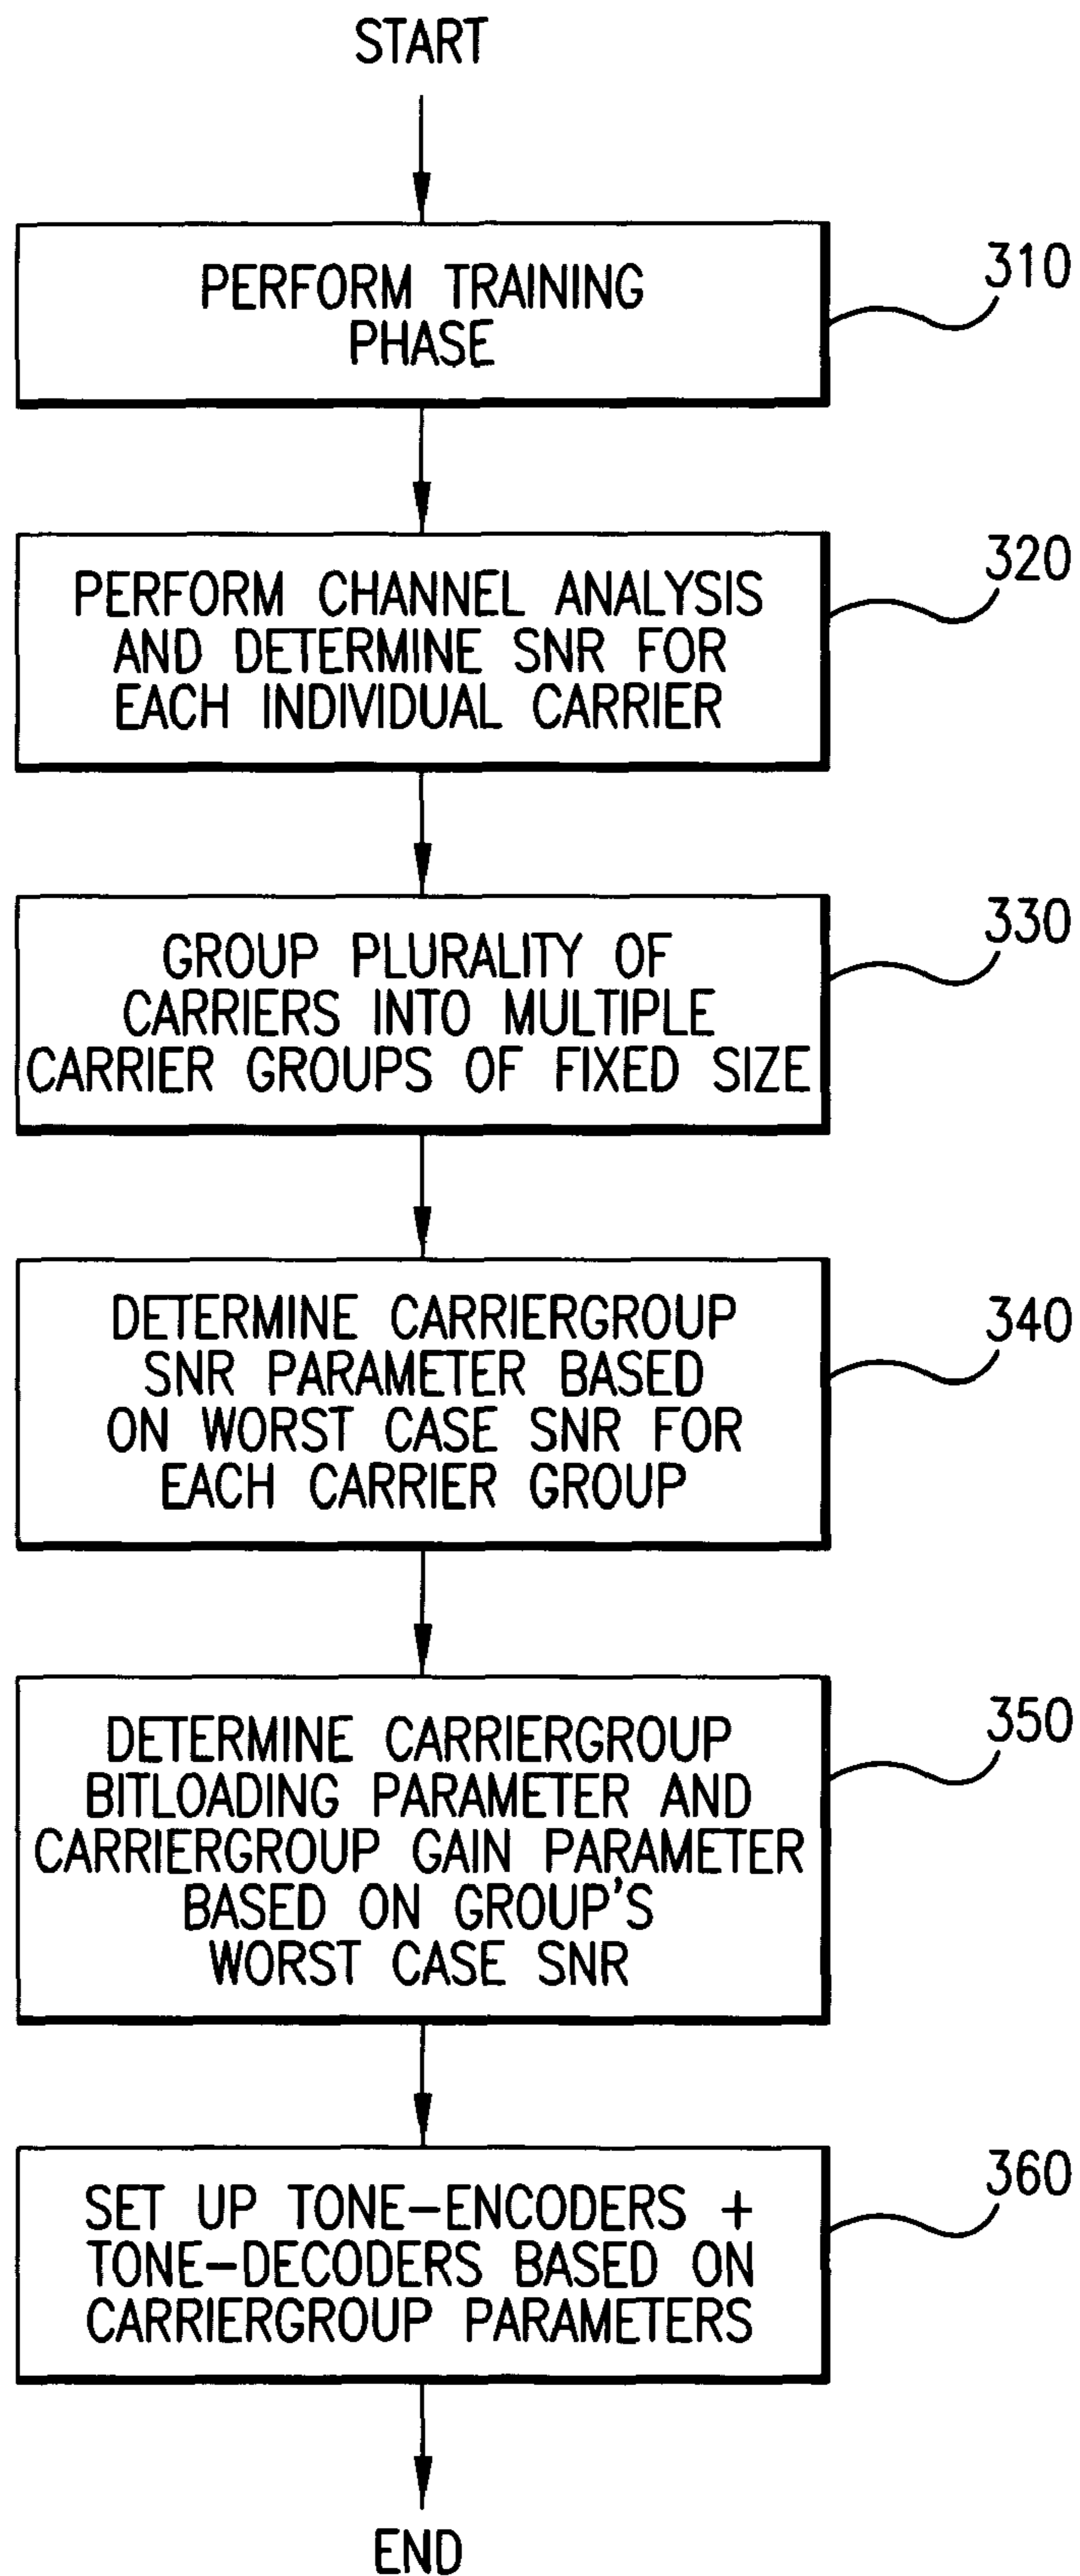 START
310
PERFORM TRAINING
PHASE
320
PERFORM CHANNEL ANALYSIS
AND DETERMINE SNR FOR
EACH INDIVIDUAL CARRIER
330
GROUP PLURALITY OF
CARRIERS INTO MULTIPLE
CARRIER GROUPS OF FIXED SIZE
340
DETERMINE CARRIERGROUP
SNR PARAMETER BASED
ON WORST CASE SNR FOR
EACH CARRIER GROUP
350
DETERMINE CARRIERGROUP
BITLOADING PARAMETER AND
CARRIERGROUP GAIN PARAMETER
BASED ON GROUP'S
WORST CASE SNR
360
SET UP TONE-ENCODERS +
TONE-DECODERS BASED ON
CARRIERGROUP PARAMETERS
END